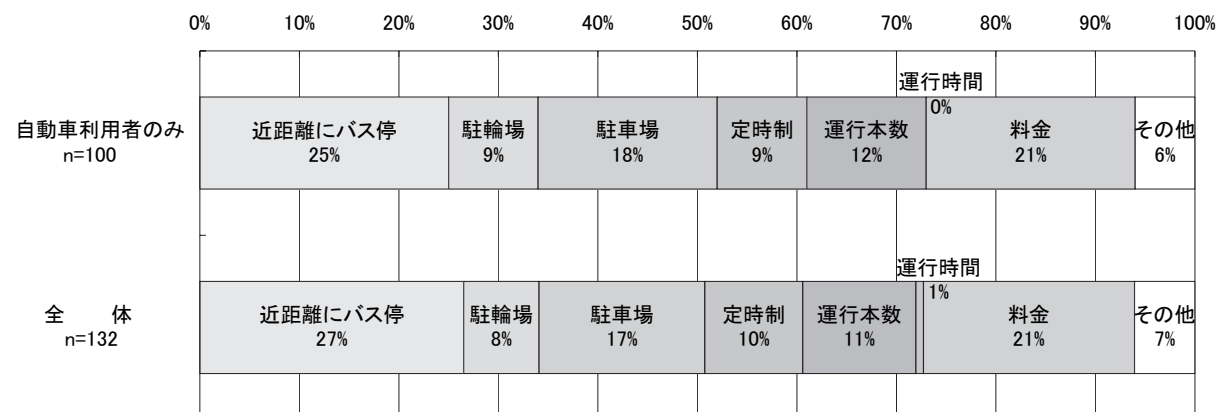 0% 10% 20% 30% 40% 50% 60% 70% 80% 90% 100%
運行時間
自動車利用者のみ
n=100
近距離にバス停 駐輪場 駐車場 定時制 運行本数 0% 料金 その他
25% 9% 18% 9% 12% 21% 6%
運行時間
全 体
n=132
近距離にバス停 駐輪場 駐車場 定時制 運行本数 1% 料金 その他
27% 8% 17% 10% 11% 21% 7%